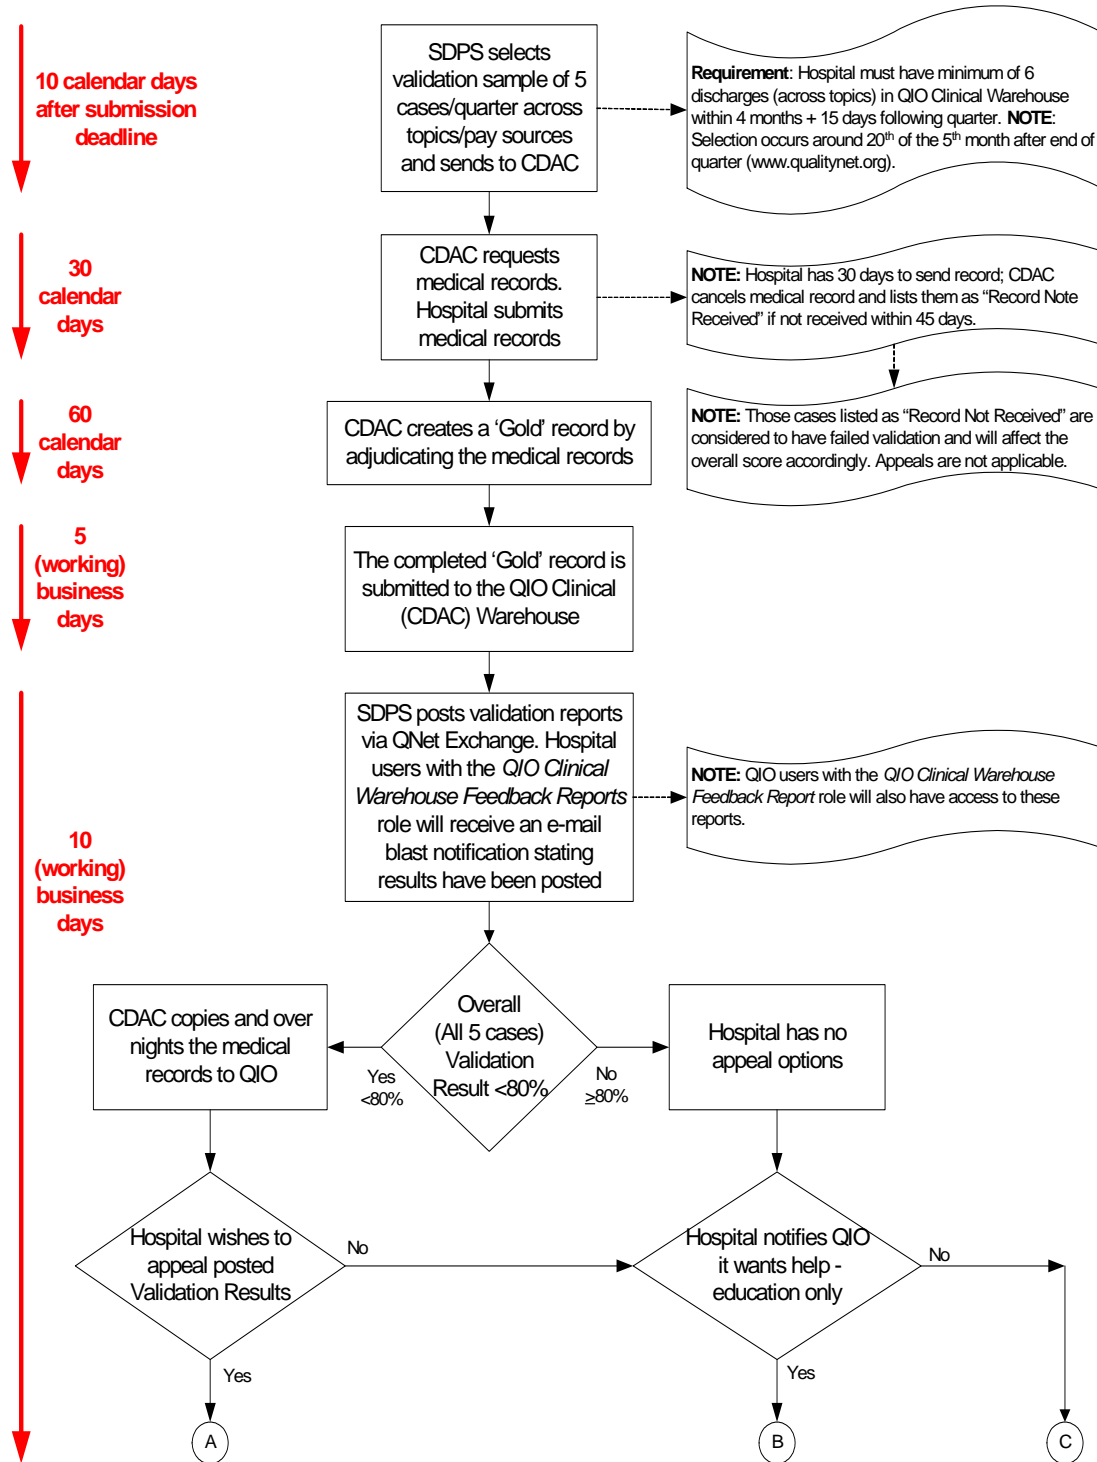 10 calendar days
after submission
deadline
SDPS selects
validation sample of 5
cases/quarter across
topics/pay sources
and sends to CDAC
Requirement: Hospital must have minimum of 6
discharges (across topics) in QIO Clinical Warehouse
within 4 months + 15 days following quarter. NOTE:
Selection occurs around 20th of the 5th month after end of
quarter (www.qualitynet.org).
30
calendar
days
CDAC requests
medical records.
Hospital submits
medical records
NOTE: Hospital has 30 days to send record; CDAC
cancels medical record and lists them as “Record Note
Received” if not received within 45 days.
60
calendar
days
CDAC creates a ‘Gold’ record by
adjudicating the medical records
NOTE: Those cases listed as “Record Not Received” are
considered to have failed validation and will affect the
overall score accordingly. Appeals are not applicable.
5
(working)
business
days
The completed ‘Gold’ record is
submitted to the QIO Clinical
(CDAC) Warehouse
10
(working)
business
days
SDPS posts validation reports
via QNet Exchange. Hospital
users with the QIO Clinical
Warehouse Feedback Reports
role will receive an e-mail
blast notification stating
results have been posted
NOTE: QIO users with the QIO Clinical Warehouse
Feedback Report role will also have access to these
reports.
CDAC copies and over
nights the medical
records to QIO
Yes
<80%
Overall
(All 5 cases)
Validation
Result <80%
No
≥80%
Hospital has no
appeal options
Hospital wishes to
appeal posted
Validation Results
No
Hospital notifies QIO
it wants help -
education only
No
Yes
Yes
A
B
C